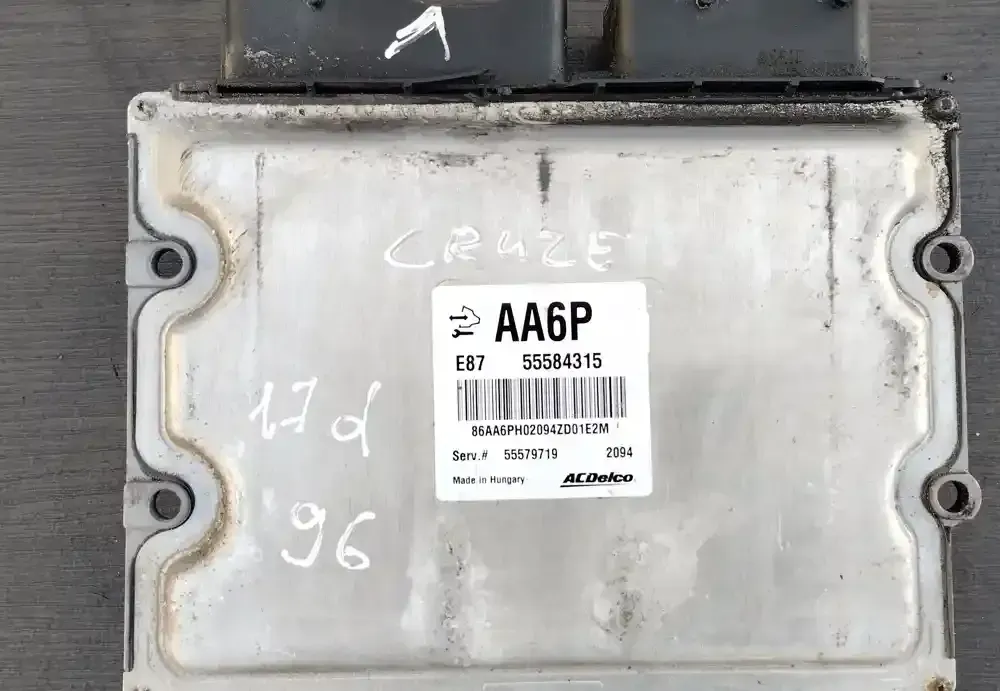 1
CRUZE
AA6P
E87 55584315
86AA6PH02094ZD01E2M
Serv.# 55579719 2094
Made in Hungary ACDelco
17d
96